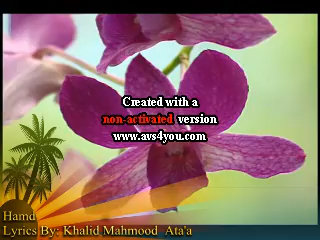 Created with a
non-activated version
www.avs4you.com
Hamd
Lyrics By: Khalid Mahmood Ata'a